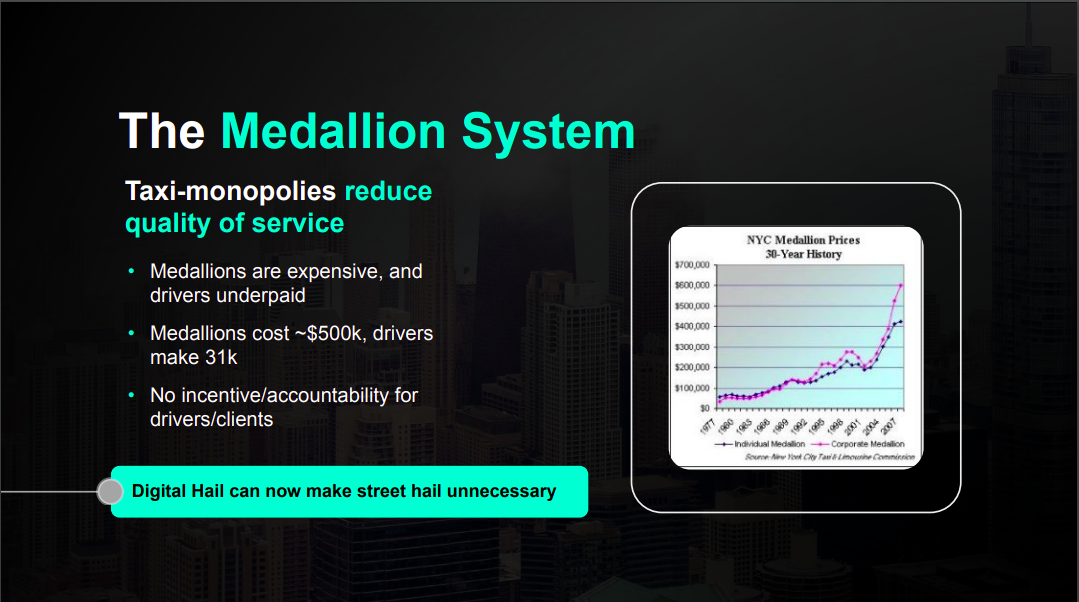 The Medallion System
Taxi-monopolies reduce
quality of service
• Medallions are expensive, and
drivers underpaid
• Medallions cost ~$500k, drivers
make 31k
• No incentive/accountability for
drivers/clients
Digital Hail can now make street hail unnecessary
NYC Medallion Prices
30-Year History
$700,000
$600,000
$500,000
$400,000
$300,000
$200,000
$100,000
$0
1977 1980 1983 1986 1989 1992 1995 1998 2001 2004 2007
Individual Medallion Corporate Medallion
Source: New York City Taxi & Limousine Commission